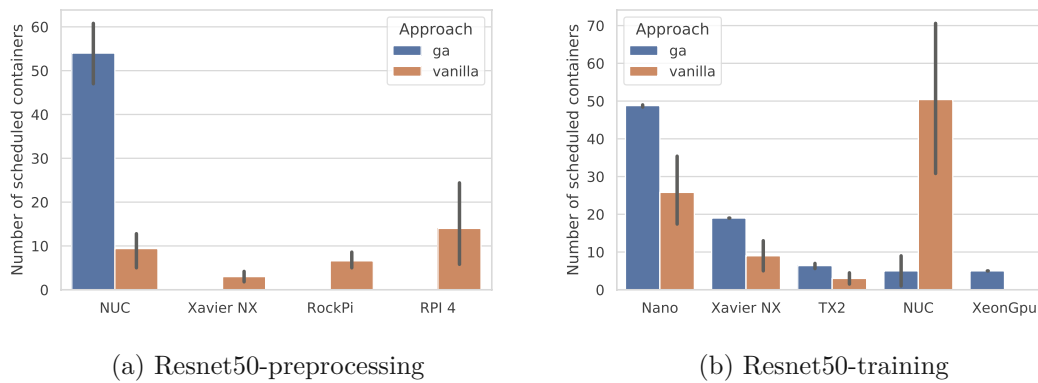 Number of scheduled containers
60
50
40
30
20
10
0
Approach
ga
vanilla
NUC Xavier NX RockPi RPI 4
(a) Resnet50-preprocessing
Number of scheduled containers
70
60
50
40
30
20
10
0
Approach
ga
vanilla
Nano Xavier NX TX2 NUC XeonGpu
(b) Resnet50-training